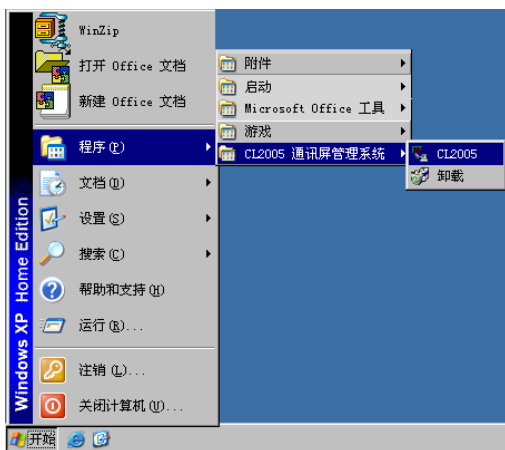 WinZip
打开 Office 文档
新建 Office 文档
程序(P)
文档(D)
设置(S)
搜索(C)
帮助和支持(H)
运行(R)...
注销(L)...
关闭计算机(U)...
Windows XP Home Edition
附件
启动
Microsoft Office 工具
游戏
CL2005 通讯屏管理系统
CL2005
卸载
开始